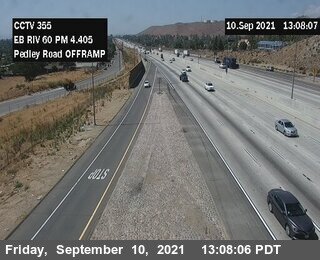 CCTV 355
EB RIV 60 PM 4.405
Pedley Road OFFRAMP
10.Sep 2021 13:08:07
STOP
Friday, September 10, 2021 13:08:06 PDT